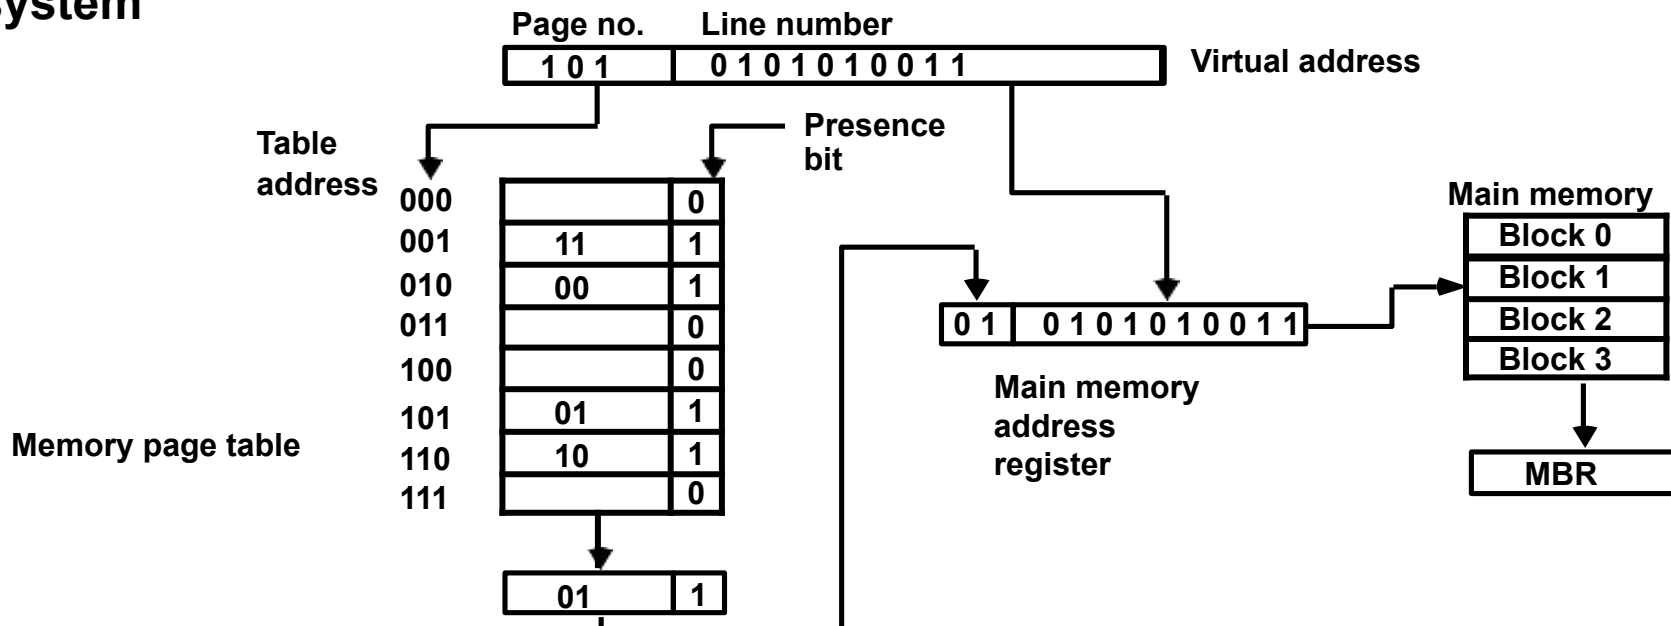 system
Page no. Line number
1 0 1 0 1 0 1 0 1 0 0 1 1 Virtual address
Table address
Presence bit
000 0
001 11 1
010 00 1
011 0
100 0
101 01 1
110 10 1
111 0
Memory page table
01 1
0 1 0 1 0 1 0 1 0 0 1 1
Main memory
address
register
Main memory
Block 0
Block 1
Block 2
Block 3
MBR